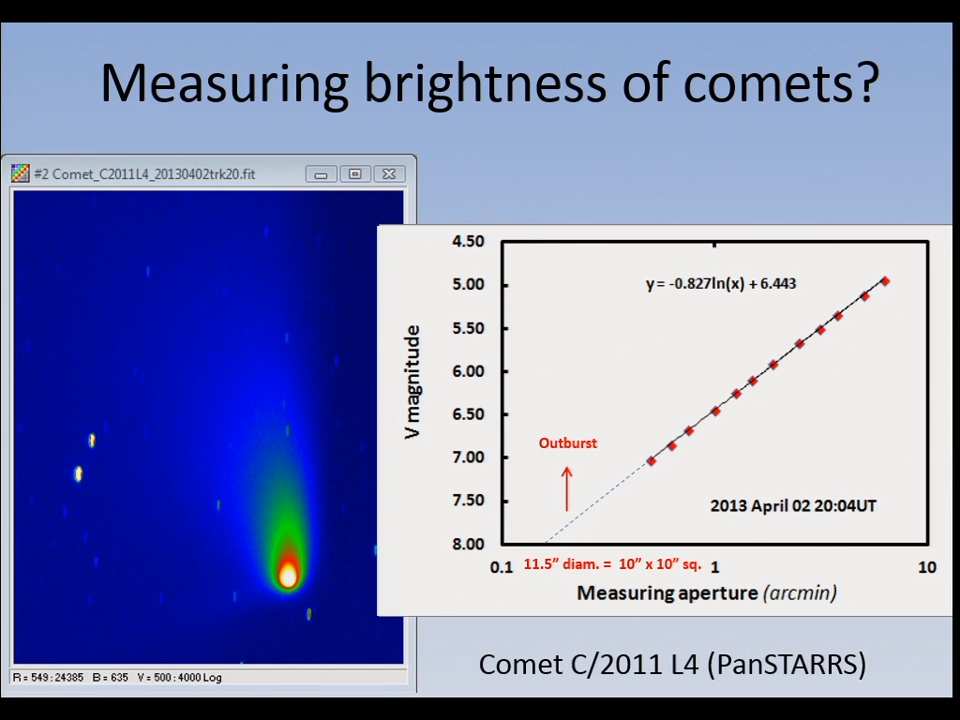 Measuring brightness of comets?
#2 Comet_C2011L4_20130402trk20.fit
R = 549 : 24385 B = 635 V = 500 : 4000 Log
4.50
5.00
5.50
6.00
6.50
7.00
7.50
8.00
V magnitude
y = -0.827ln(x) + 6.443
Outburst
2013 April 02 20:04UT
0.1
11.5” diam. = 10” x 10” sq.
1
10
Measuring aperture (arcmin)
Comet C/2011 L4 (PanSTARRS)